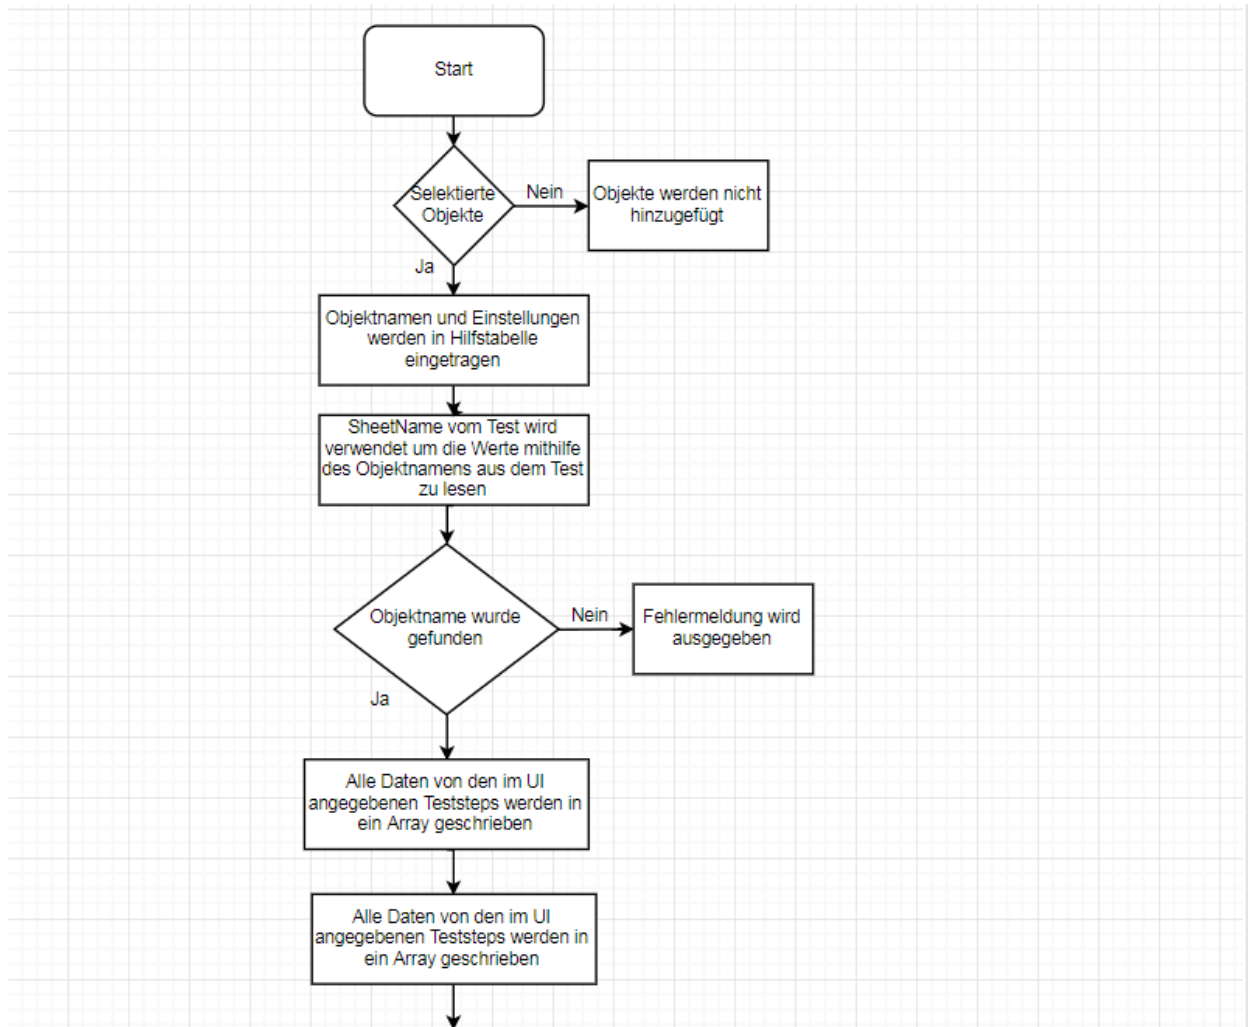 Start
Selektierte
Objekte
Nein
Objekte werden nicht
hinzugefügt
Ja
Objektnamen und Einstellungen
werden in Hilfstabelle
eingetragen
SheetName vom Test wird
verwendet um die Werte mithilfe
des Objektnamens aus dem Test
zu lesen
Objektname wurde
gefunden
Nein
Fehlermeldung wird
ausgegeben
Ja
Alle Daten von den im UI
angegebenen Teststeps werden in
ein Array geschrieben
Alle Daten von den im UI
angegebenen Teststeps werden in
ein Array geschrieben